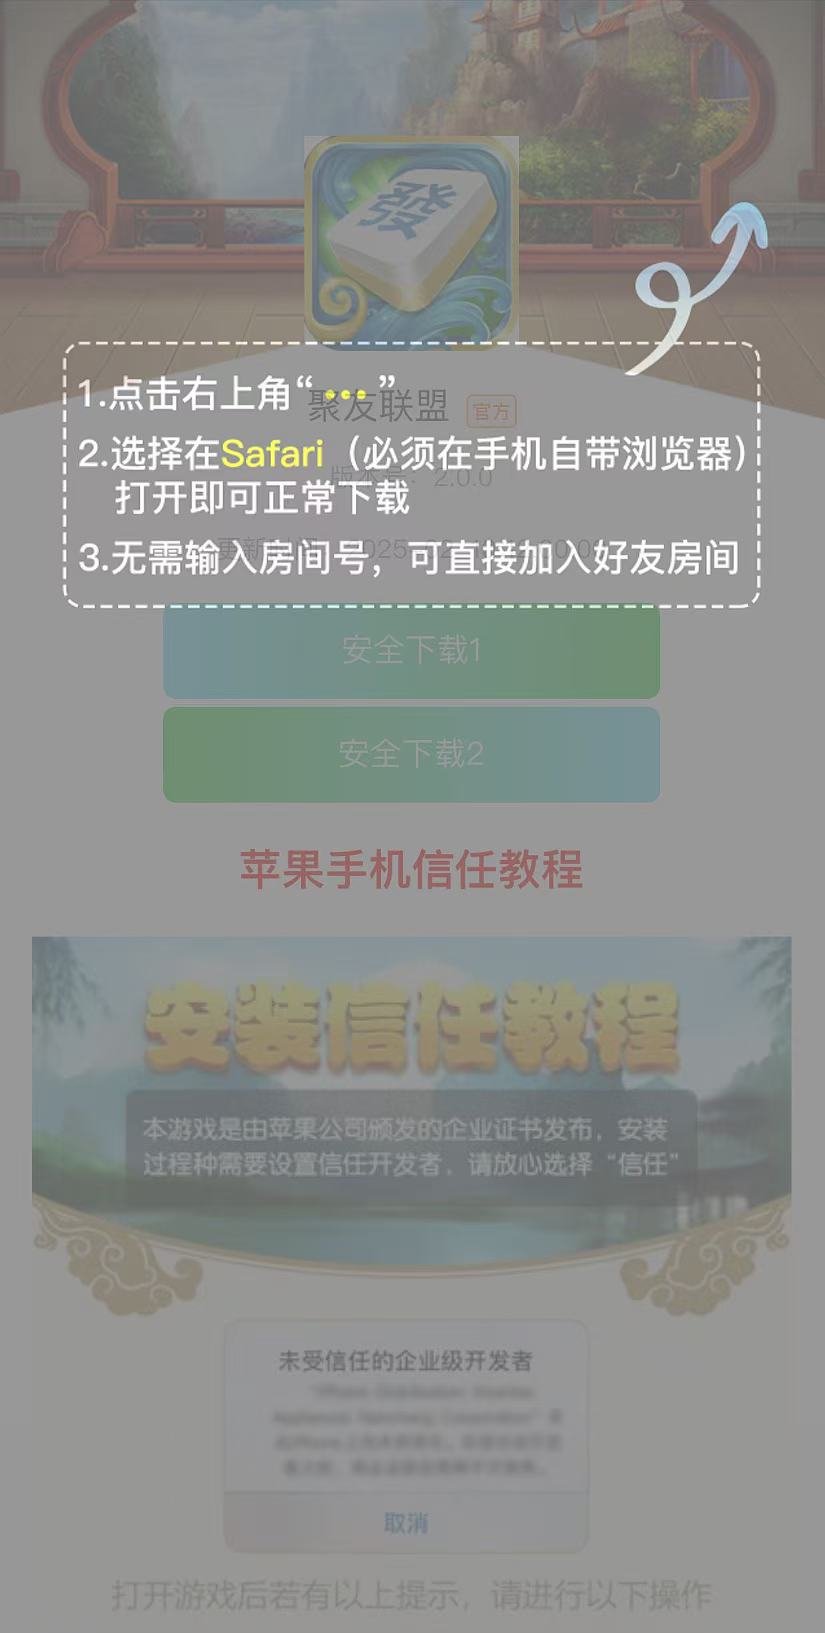 發
1.点击右上角“ ••• ”
聚友联盟 官方
2.选择在Safari（必须在手机自带浏览器）
版本号：2.0.0
打开即可正常下载
3.无需输入房间号，可直接加入好友房间
安全下载1
安全下载2
苹果手机信任教程
安装信任教程
本游戏是由苹果公司颁发的企业证书发布，安装
过程种需要设置信任开发者，请放心选择“信任”
未受信任的企业级开发者
取消
打开游戏后若有以上提示，请进行以下操作